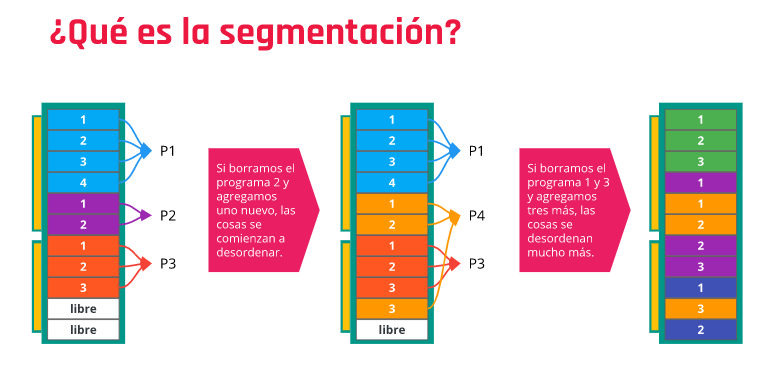 ¿Qué es la segmentación?
1
2
3
4
1
2
1
2
3
libre
libre
P1
P2
P3
Si borramos el
programa 2 y
agregamos
uno nuevo, las
cosas se
comienzan a
desordenar.
1
2
3
4
1
2
1
2
3
3
libre
P1
P4
P3
Si borramos el
programa 1 y 3
y agregamos
tres más, las
cosas se
desordenan
mucho más.
1
2
3
1
1
2
2
3
1
3
2